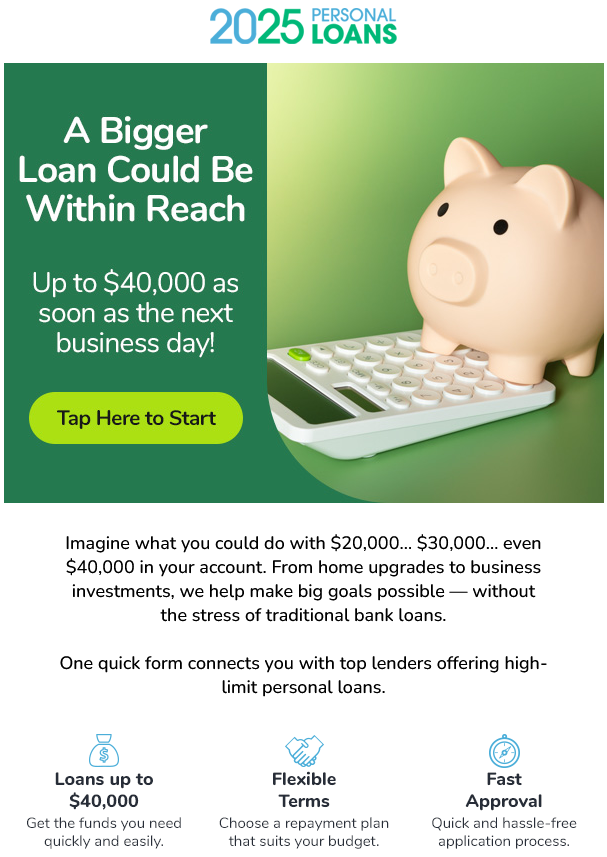 2025 PERSONAL
LOANS
A Bigger
Loan Could Be
Within Reach
Up to $40,000 as
soon as the next
business day!
Tap Here to Start
Imagine what you could do with $20,000... $30,000... even
$40,000 in your account. From home upgrades to business
investments, we help make big goals possible — without
the stress of traditional bank loans.
One quick form connects you with top lenders offering high-
limit personal loans.
Loans up to
$40,000
Get the funds you need
quickly and easily.
Flexible
Terms
Choose a repayment plan
that suits your budget.
Fast
Approval
Quick and hassle-free
application process.